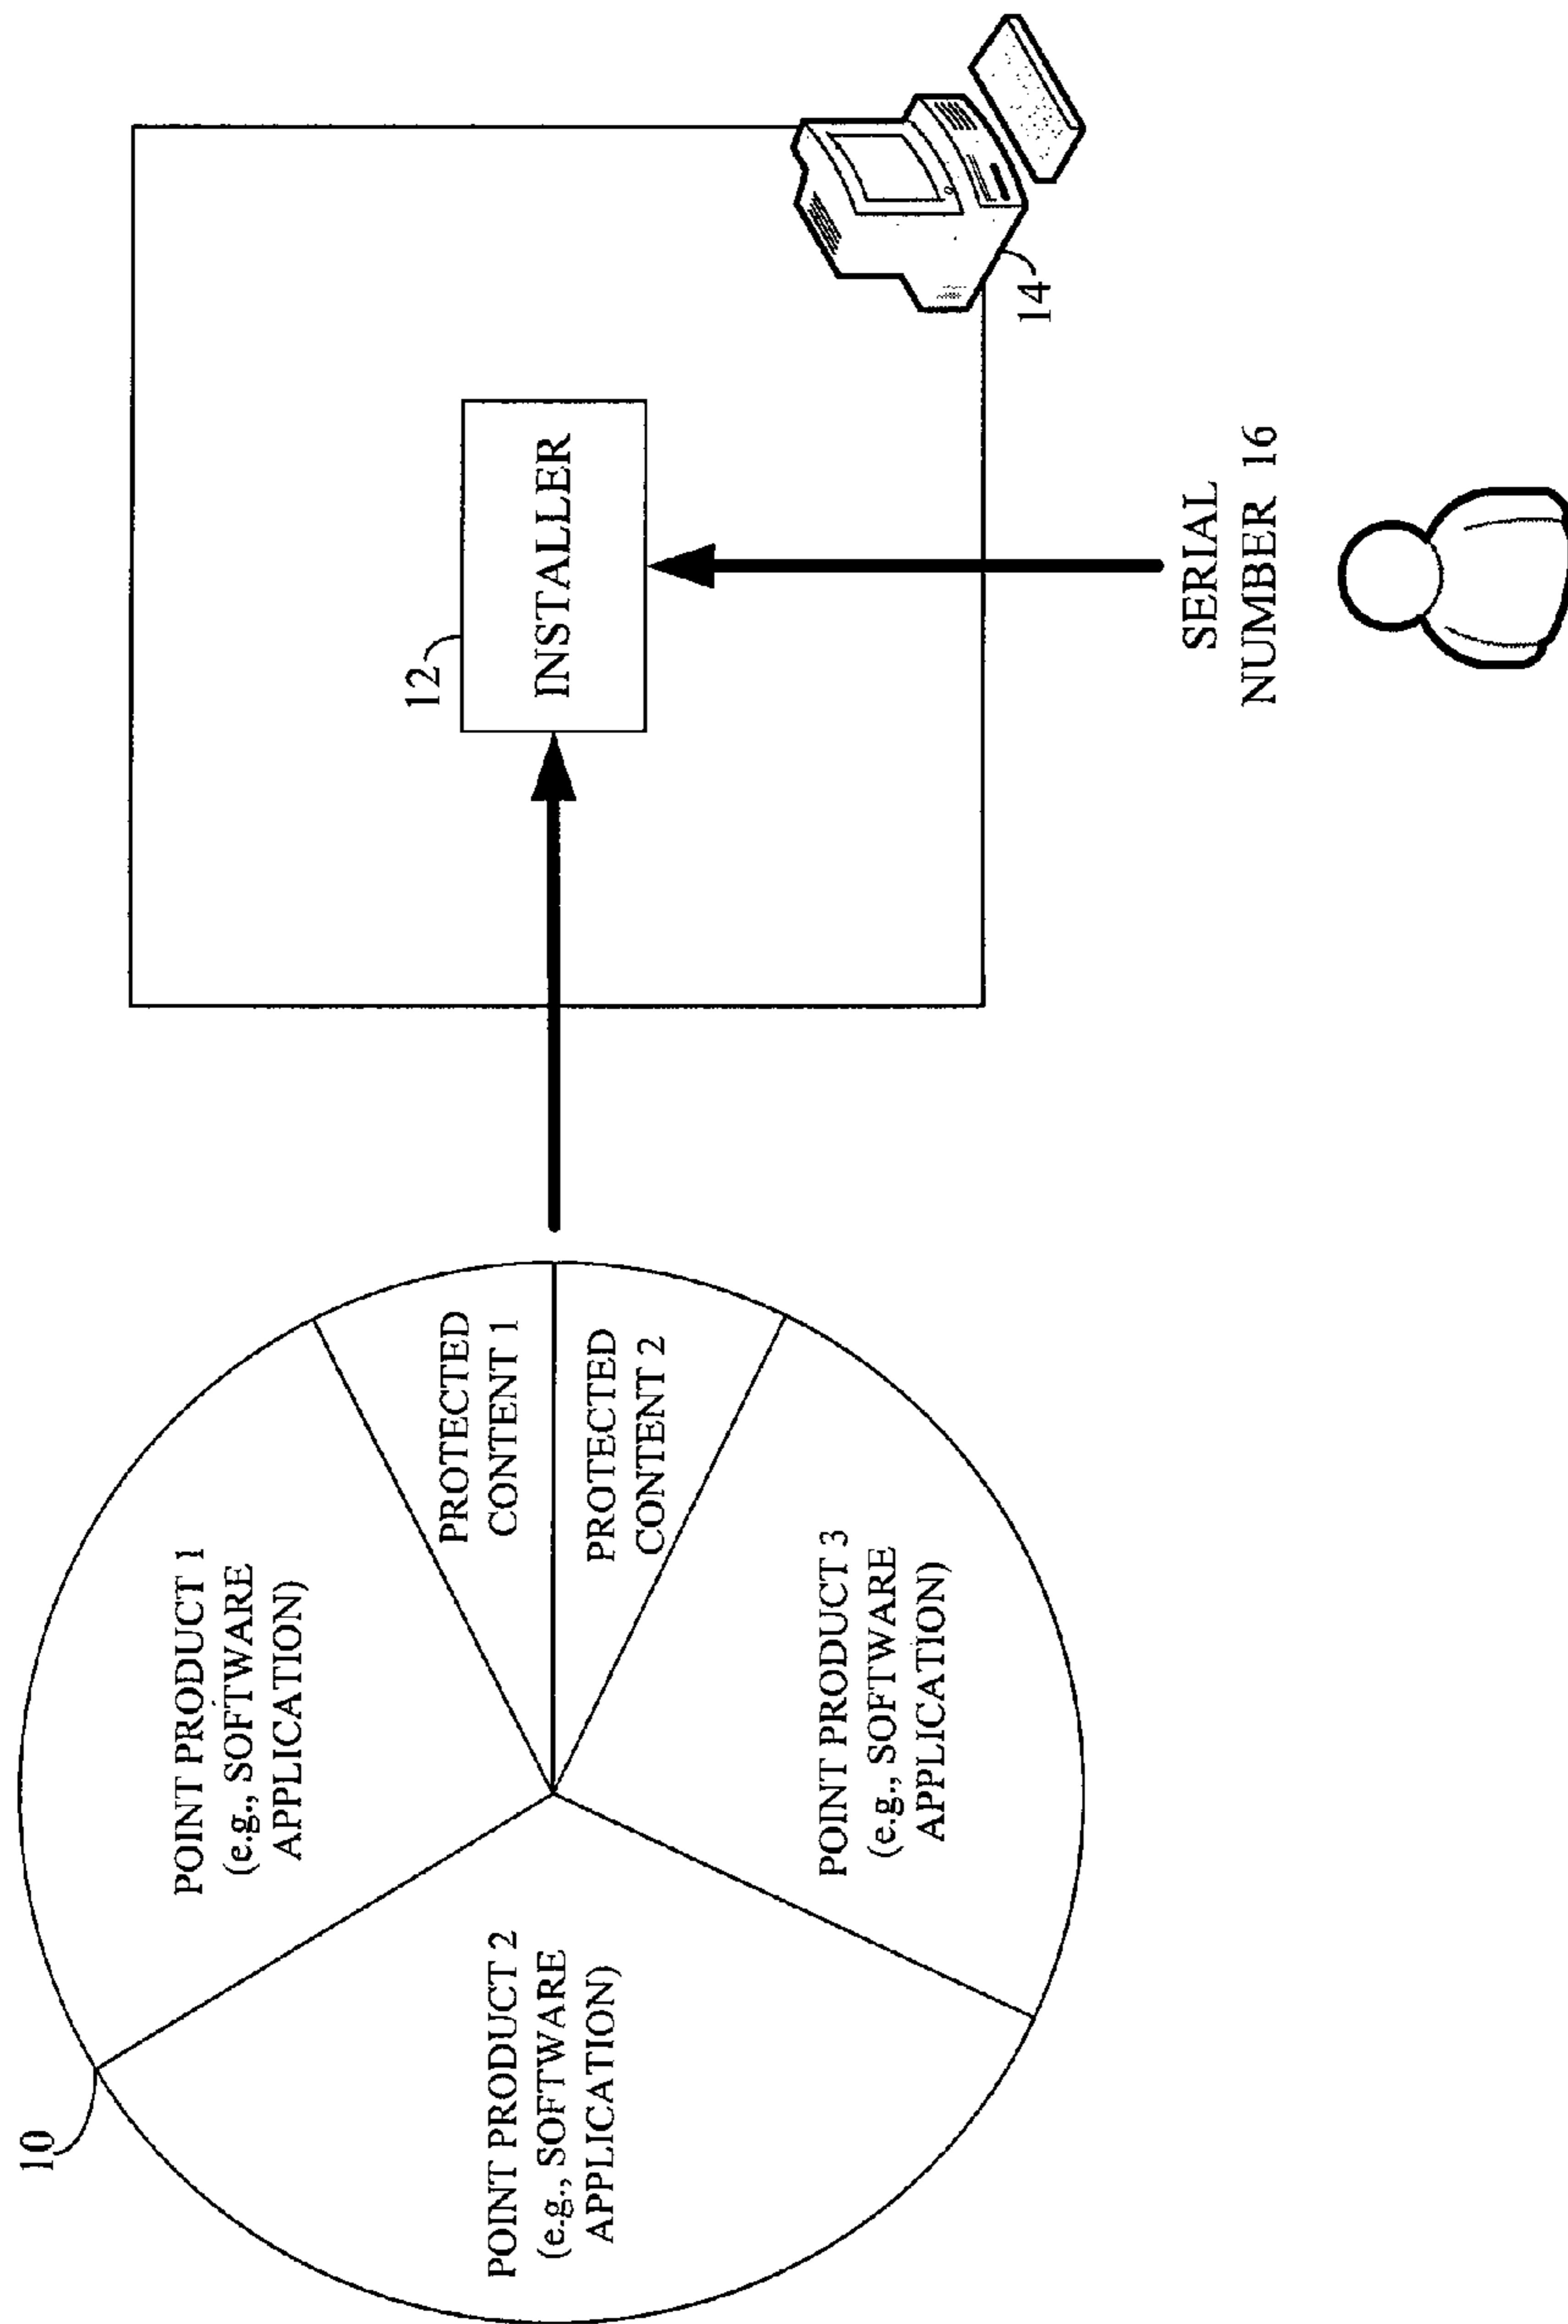 10
POINT PRODUCT 1
(e.g., SOFTWARE
APPLICATION)
POINT PRODUCT 2
(e.g., SOFTWARE
APPLICATION)
PROTECTED
CONTENT 1
PROTECTED
CONTENT 2
POINT PRODUCT 3
(e.g., SOFTWARE
APPLICATION)
12
INSTALLER
14
SERIAL
NUMBER 16